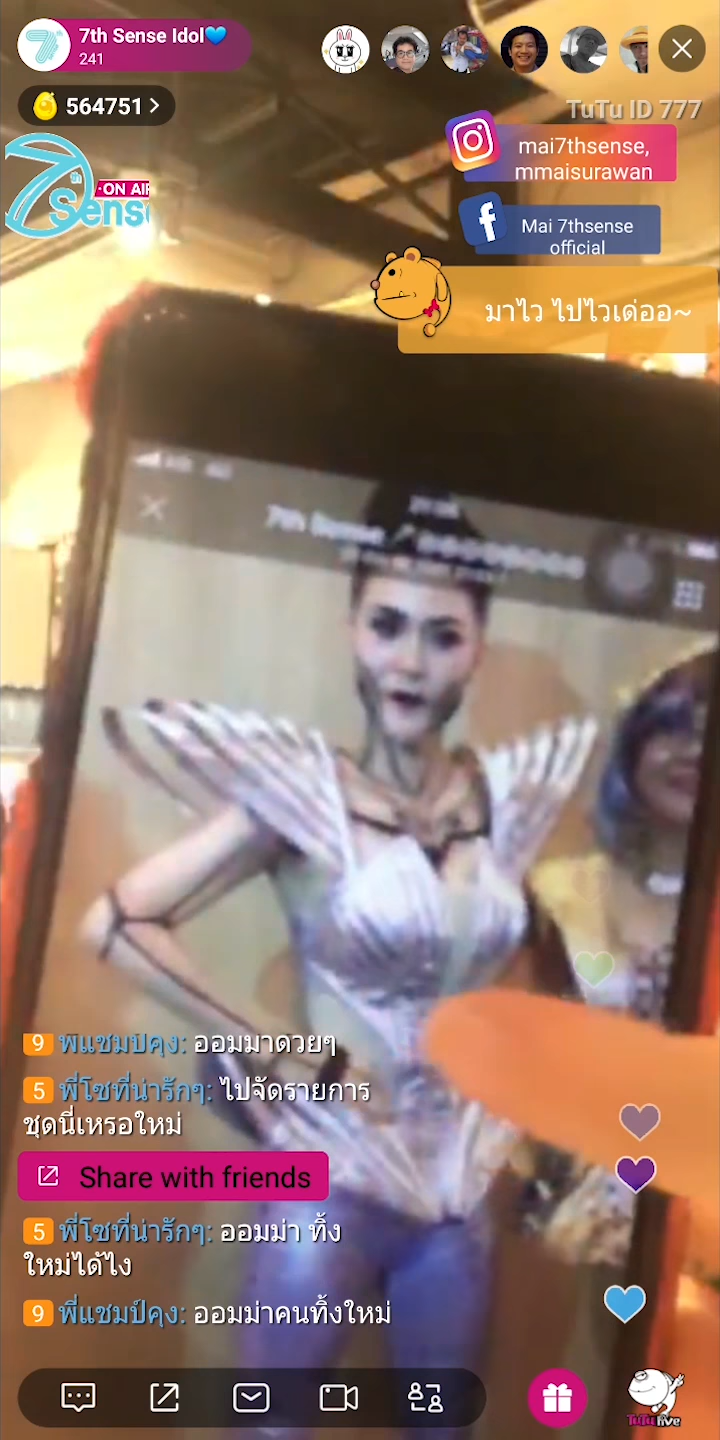 7th Sense Idol💙
241
564751 >
TuTu ID 777
7th Sense
·ON AIR
mai7thsense,
mmaisurawan
Mai 7thsense
official
มาไว ไปไวเด่ออ~
7th Sense
9 พี่แชมป์คุง: ออมมาด้วยๆ
5 พี่โซที่น่ารักๆ: ไปจัดรายการ
ชุดนี้เหรอใหม่
Share with friends
5 พี่โซที่น่ารักๆ: ออมม่า ทิ้ง
ใหม่ได้ไง
9 พี่แชมป์คุง: ออมม่าคนทิ้งใหม่
TuTu Live